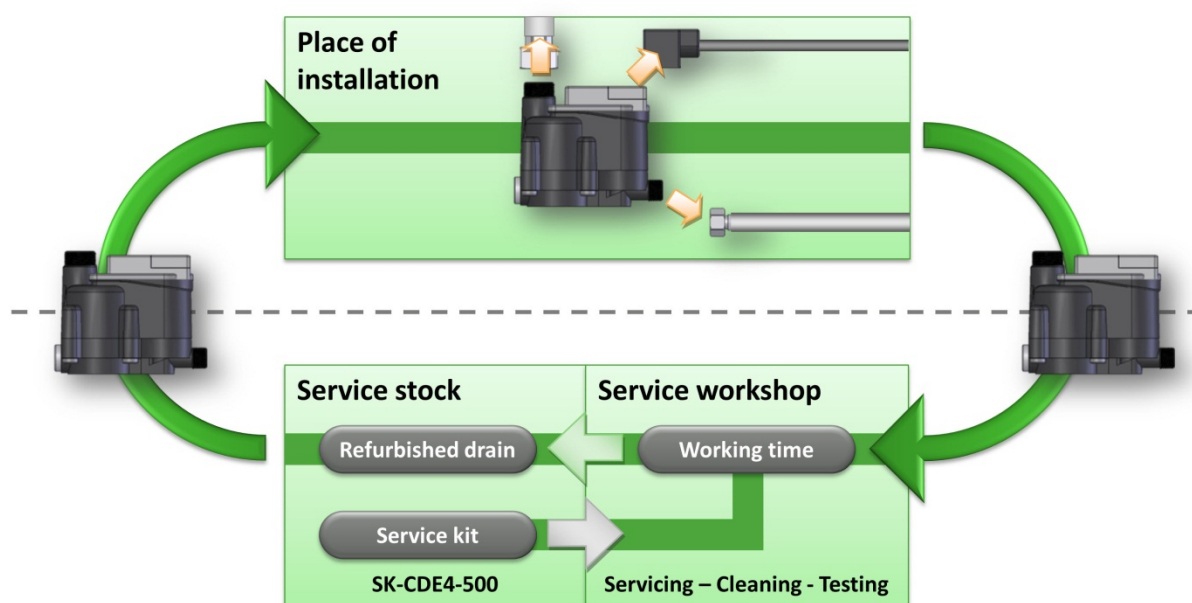 Place of
installation
Service stock
Service workshop
Refurbished drain
Working time
Service kit
SK-CDE4-500
Servicing – Cleaning - Testing